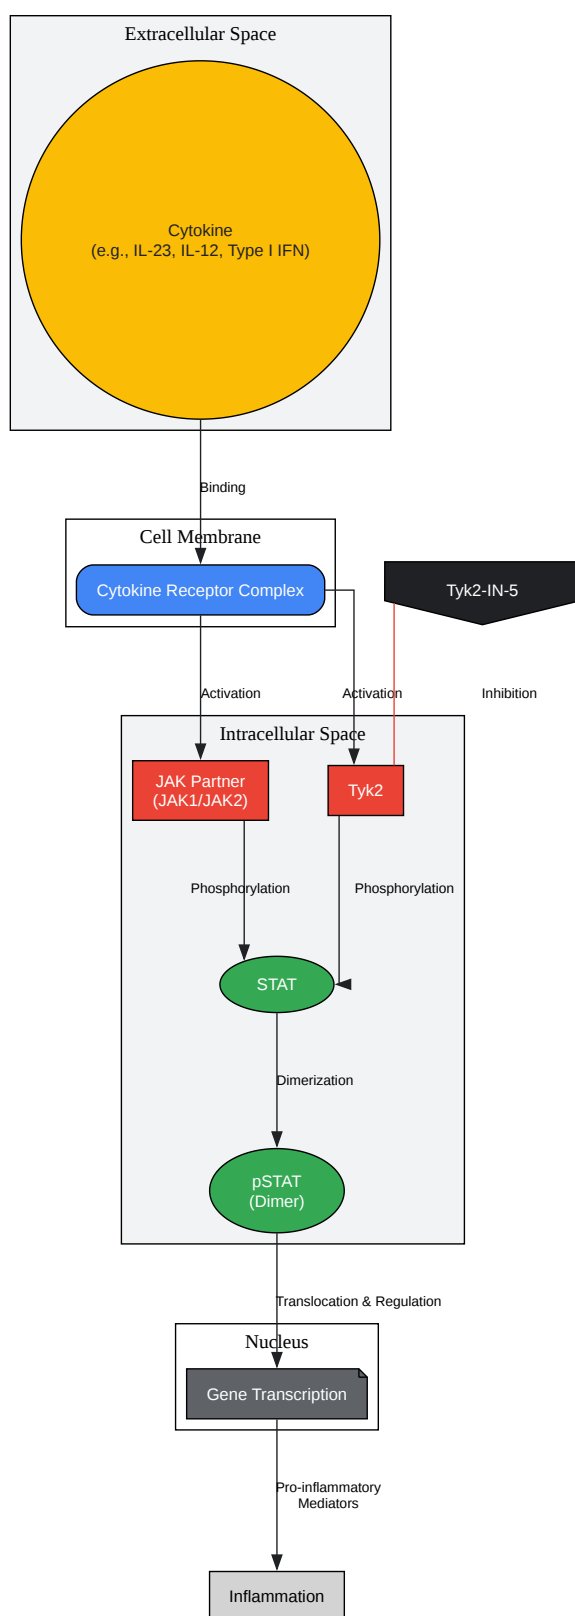 Extracellular Space
Cytokine
(e.g., IL-23, IL-12, Type I IFN)
Binding
Cell Membrane
Cytokine Receptor Complex
Tyk2-IN-5
Activation
Activation
Inhibition
Intracellular Space
JAK Partner
(JAK1/JAK2)
Tyk2
Phosphorylation
Phosphorylation
STAT
Dimerization
pSTAT
(Dimer)
Translocation & Regulation
Nucleus
Gene Transcription
Pro-inflammatory
Mediators
Inflammation